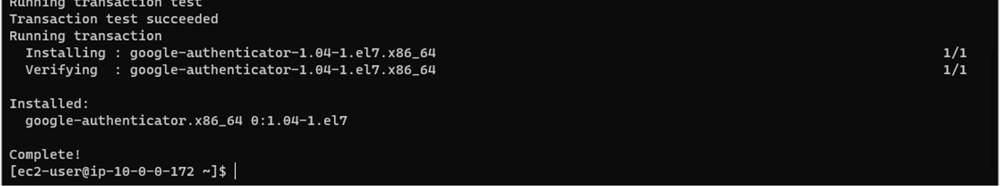 Running transaction test
Transaction test succeeded
Running transaction
  Installing : google-authenticator-1.04-1.el7.x86_64                                                               1/1
  Verifying  : google-authenticator-1.04-1.el7.x86_64                                                               1/1

Installed:
  google-authenticator.x86_64 0:1.04-1.el7

Complete!
[ec2-user@ip-10-0-0-172 ~]$